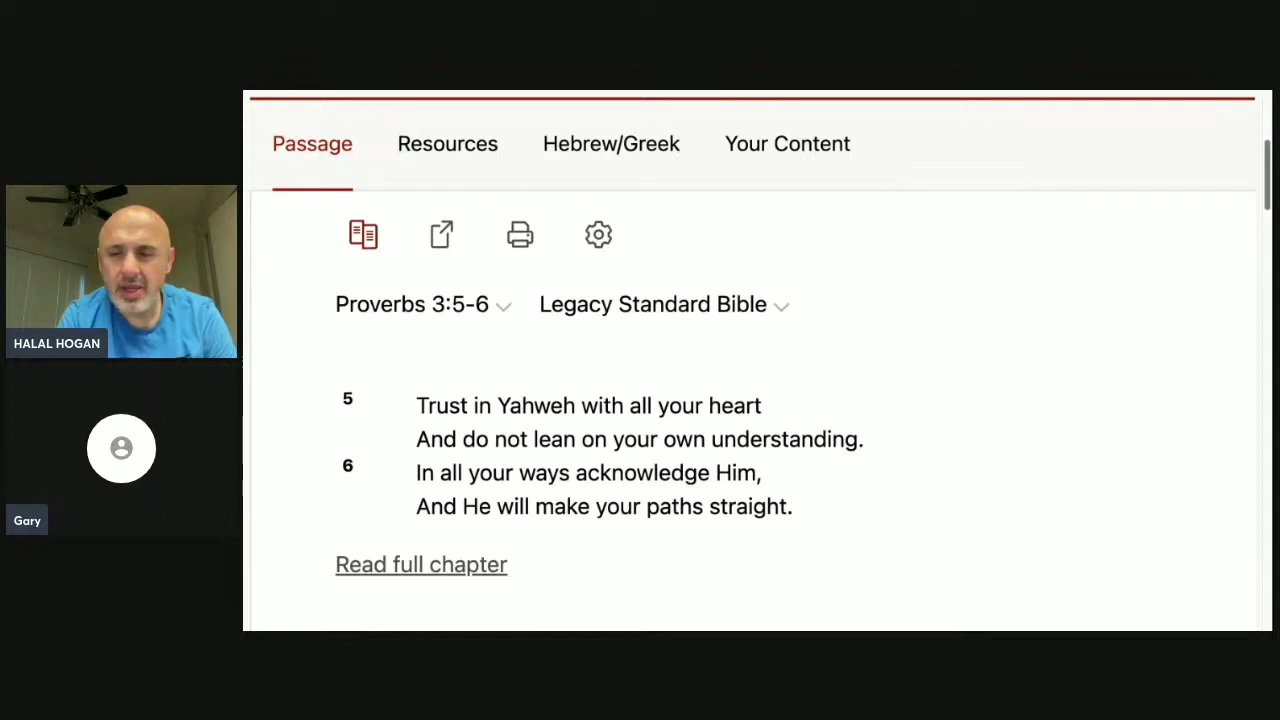 Passage Resources Hebrew/Greek Your Content
Proverbs 3:5-6 Legacy Standard Bible
5 Trust in Yahweh with all your heart
And do not lean on your own understanding.
6 In all your ways acknowledge Him,
And He will make your paths straight.
Read full chapter
HALAL HOGAN
Gary